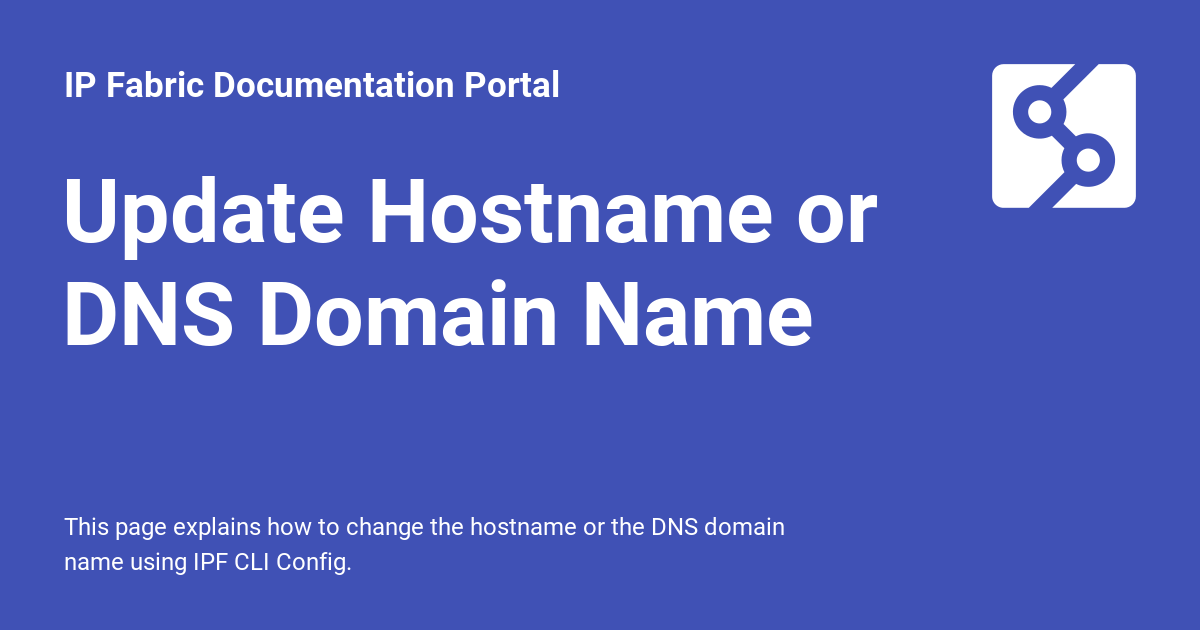 IP Fabric Documentation Portal
Update Hostname or
DNS Domain Name
This page explains how to change the hostname or the DNS domain
name using IPF CLI Config.